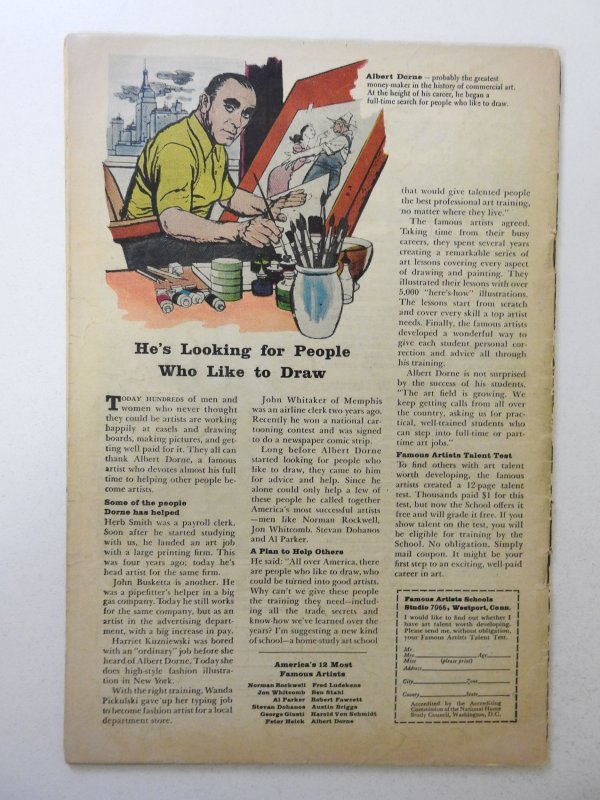 Albert Dorne — probably the greatest
money-maker in the history of commercial art.
At the height of his career, he began a
full-time search for people who like to draw.
He's Looking for People
Who Like to Draw
TODAY HUNDREDS of men and
women who never thought
they could be artists are working
happily at easels and drawing
boards, making pictures, and get-
ting well paid for it. They all can
thank Albert Dorne, a famous
artist who devotes almost his full
time to helping other people be-
come artists.
Some of the people
Dorne has helped
Herb Smith was a payroll clerk.
Soon after he started studying
with us, he landed an art job
with a large printing firm. This
was four years ago; today he's
head artist for the same firm.
John Busketta is another. He
was a pipefitter's helper in a big
gas company. Today he still works
for the same company, but as an
artist in the advertising depart-
ment, with a big increase in pay.
Harriet Kuzniewski was bored
with an "ordinary" job before she
heard of Albert Dorne. Today she
does high-style fashion illustra-
tion in New York.
With the right training, Wanda
Pickulski gave up her typing job
to become fashion artist for a local
department store.
John Whitaker of Memphis
was an airline clerk two years ago.
Recently he won a national car-
tooning contest and was signed
to do a newspaper comic strip.
Long before Albert Dorne
started looking for people who
like to draw, they came to him
for advice and help. Since he
alone could only help a few of
these people he called together
America's most successful artists
—men like Norman Rockwell,
Jon Whitcomb, Stevan Dohanos
and Al Parker.
A Plan to Help Others
He said: "All over America, there
are people who like to draw, who
could be turned into good artists.
Why can't we give these people
the training they need—includ-
ing all the trade, secrets and
know-how we've learned over the
years? I'm suggesting a new kind
of school—a home-study art school
America's 12 Most
Famous Artists
Norman Rockwell Fred Ludekens
Jon Whitcomb Ben Stahl
Al Parker Robert Fawcett
Stevan Dohanos Austin Briggs
George Giusti Harold Von Schmidt
Peter Helck Albert Dorne
that would give talented people
the best professional art training,
no matter where they live."
The famous artists agreed.
Taking time from their busy
careers, they spent several years
creating a remarkable series of
art lessons covering every aspect
of drawing and painting. They
illustrated their lessons with over
5,000 "here's-how" illustrations.
The lessons start from scratch
and cover every skill a top artist
needs. Finally, the famous artists
developed a wonderful way to
give each student personal cor-
rection and advice all through
his training.
Albert Dorne is not surprised
by the success of his students.
"The art field is growing. We
keep getting calls from all over
the country, asking us for prac-
tical, well-trained students who
can step into full-time or part-
time art jobs."
Famous Artists Talent Test
To find others with art talent
worth developing, the famous
artists created a 12-page talent
test. Thousands paid $1 for this
test, but now the School offers it
free and will grade it free. If you
show talent on the test, you will
be eligible for training by the
School. No obligation. Simply
mail coupon. It might be your
first step to an exciting, well-paid
career in art.
Famous Artists Schools
Studio 7066, Westport, Conn.
I would like to find out whether I
have art talent worth developing.
Please send me, without obligation,
your Famous Artists Talent Test.
Mr.
Mrs. Age
Miss (please print)
Address
City Zone
County State
Accredited by the Accrediting
Commission of the National Home
Study Council, Washington, D.C.